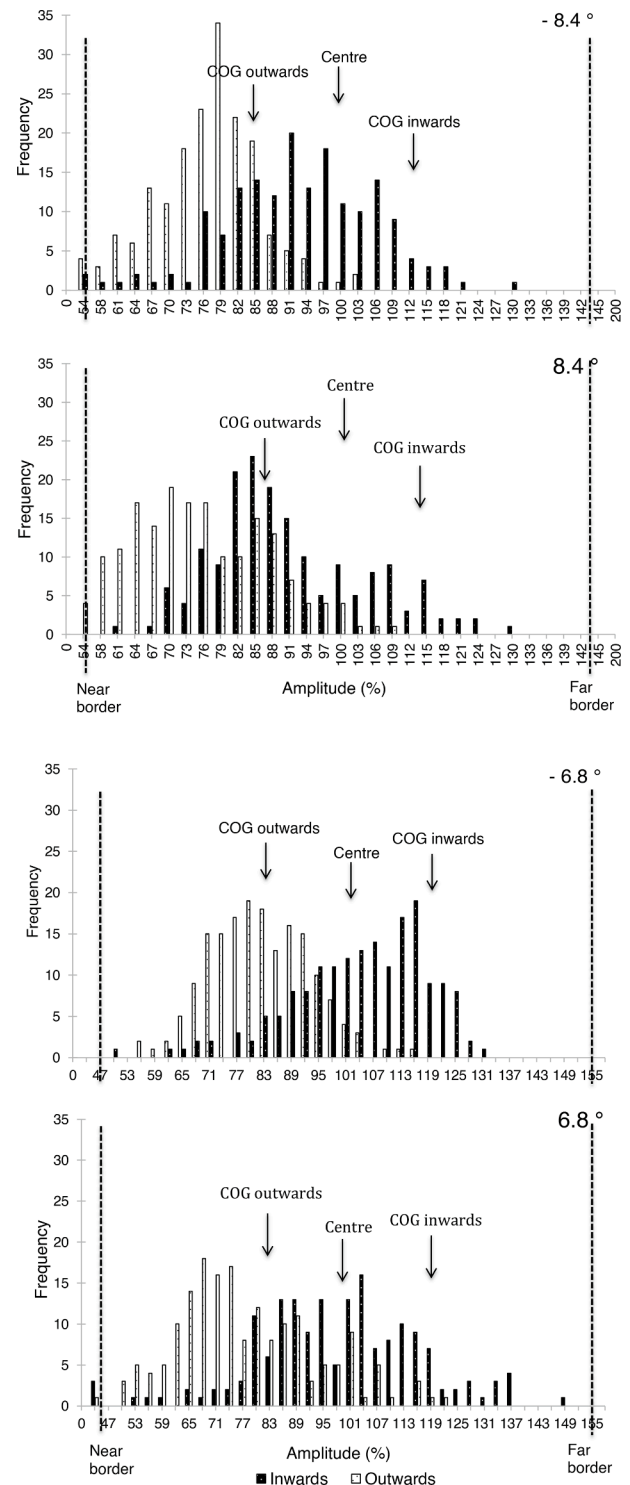 - 8.4 °
35
30
25
20
15
10
5
0
Frequency
COG outwards
Centre
COG inwards
0 54 58 61 64 67 70 73 76 79 82 85 88 91 94 97 100 103 106 109 112 115 118 121 124 127 130 133 136 139 142 145 200
8.4 °
35
30
25
20
15
10
5
0
Frequency
COG outwards
Centre
COG inwards
0 54 58 61 64 67 70 73 76 79 82 85 88 91 94 97 100 103 106 109 112 115 118 121 124 127 130 133 136 139 142 145 200
Near
border
Amplitude (%)
Far
border
- 6.8 °
35
30
25
20
15
10
5
0
Frequency
COG outwards
Centre
COG inwards
0 47 53 59 65 71 77 83 89 95 101 107 113 119 125 131 137 143 149 155
6.8 °
35
30
25
20
15
10
5
0
Frequency
COG outwards
Centre
COG inwards
0 47 53 59 65 71 77 83 89 95 101 107 113 119 125 131 137 143 149 155
Near
border
Amplitude (%)
Far
border
Inwards Outwards